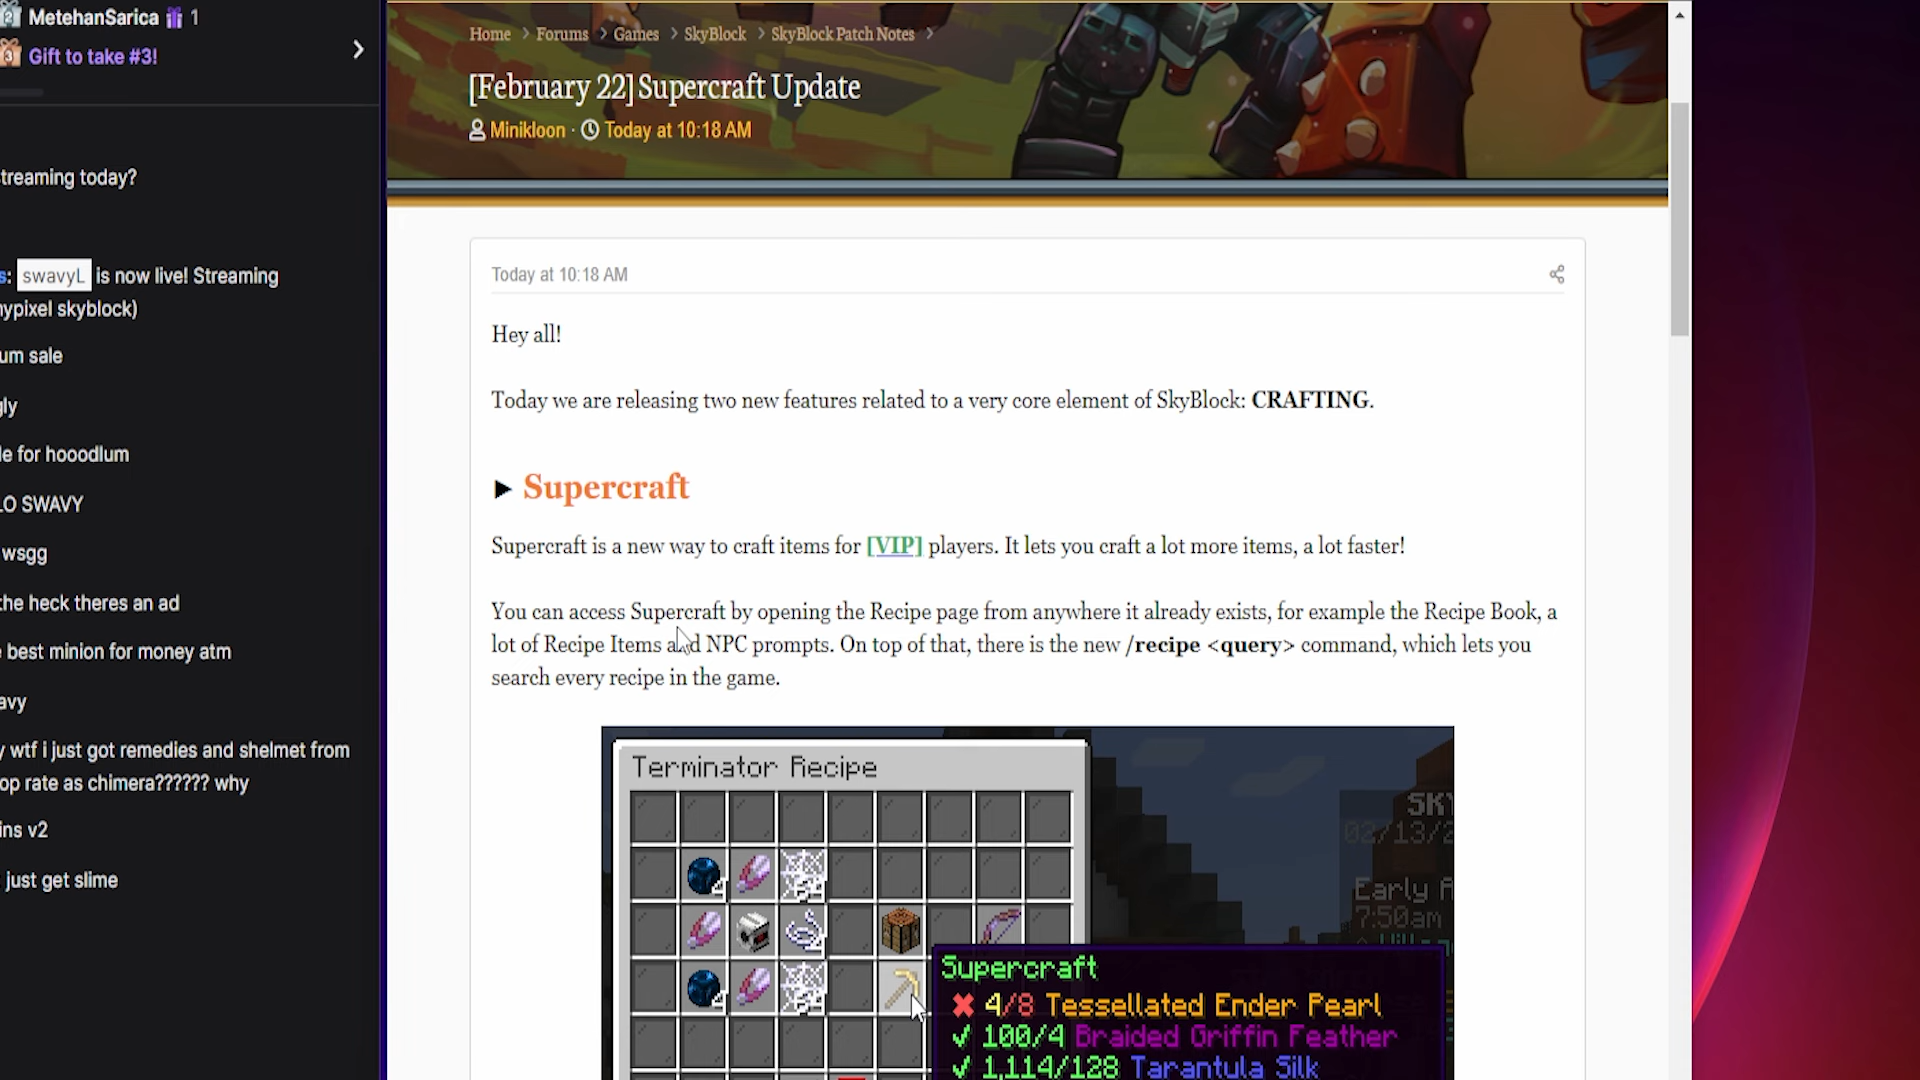 MetehanSarica 1
Gift to take #3!
treaming today?
s: swavyL is now live! Streaming
ypixel skyblock)
um sale
gly
le for hooodlum
LO SWAVY
wsgg
the heck theres an ad
best minion for money atm
avy
y wtf i just got remedies and shelmet from
op rate as chimera?????? why
ins v2
just get slime
Home > Forums > Games > SkyBlock > SkyBlock Patch Notes >
[February 22] Supercraft Update
Minikloon · Today at 10:18 AM
Today at 10:18 AM
Hey all!
Today we are releasing two new features related to a very core element of SkyBlock: CRAFTING.
► Supercraft
Supercraft is a new way to craft items for [VIP] players. It lets you craft a lot more items, a lot faster!
You can access Supercraft by opening the Recipe page from anywhere it already exists, for example the Recipe Book, a
lot of Recipe Items and NPC prompts. On top of that, there is the new /recipe <query> command, which lets you
search every recipe in the game.
Terminator Recipe
SKY
02/13/2
Early A
7:50am
Supercraft
✖ 4/8 Tessellated Ender Pearl
✓ 100/4 Braided Griffin Feather
✓ 1,114/128 Tarantula Silk